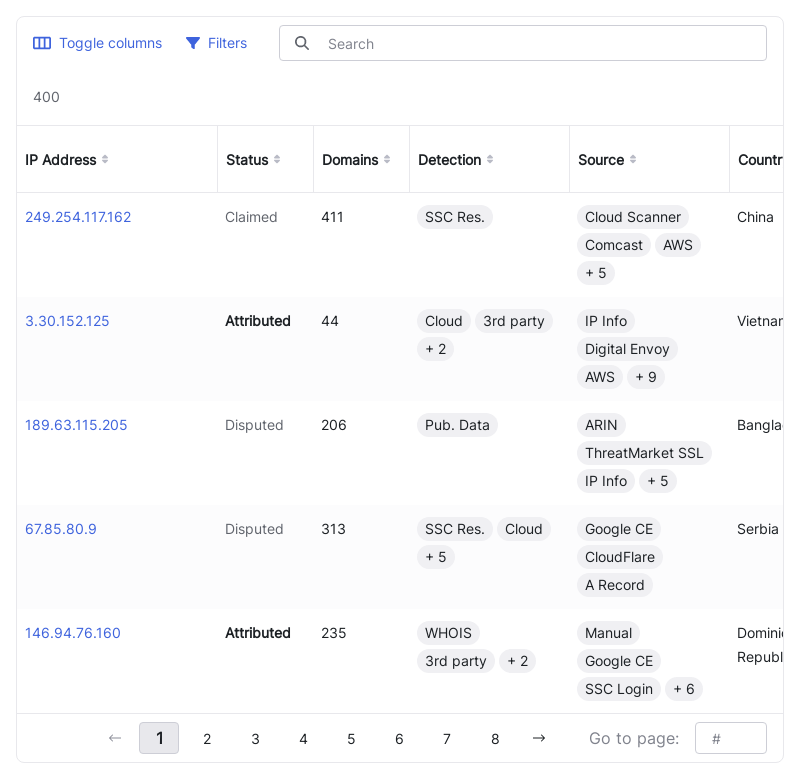 Toggle columns Filters Search
400
IP Address Status Domains Detection Source Countr
249.254.117.162 Claimed 411 SSC Res. Cloud Scanner China
Comcast AWS
+ 5
3.30.152.125 Attributed 44 Cloud 3rd party IP Info Vietnam
+ 2 Digital Envoy
AWS + 9
189.63.115.205 Disputed 206 Pub. Data ARIN Bangla
ThreatMarket SSL
IP Info + 5
67.85.80.9 Disputed 313 SSC Res. Cloud Google CE Serbia
+ 5 CloudFlare
A Record
146.94.76.160 Attributed 235 WHOIS Manual Domini
3rd party + 2 Google CE Republ
SSC Login + 6
← 1 2 3 4 5 6 7 8 → Go to page: #